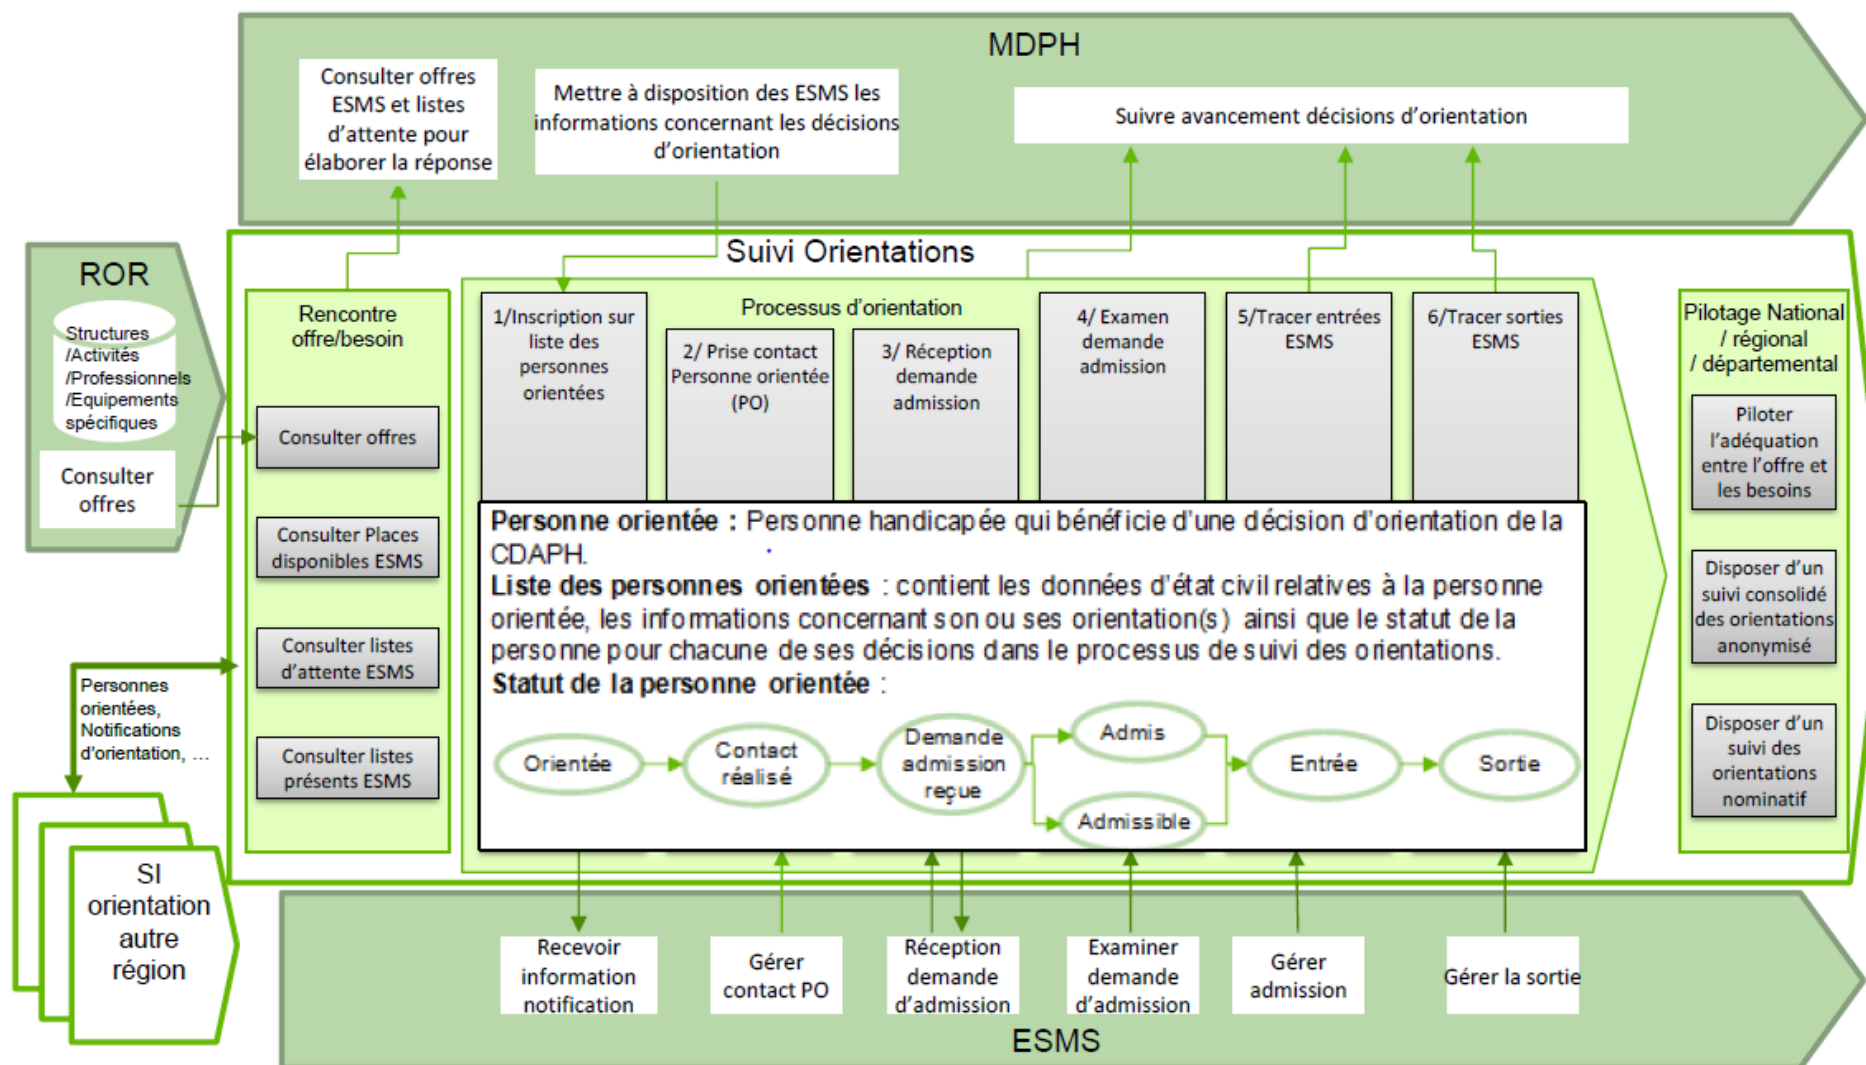 MDPH
Consulter offres
ESMS et listes
d'attente pour
élaborer la réponse
Mettre à disposition des ESMS les
informations concernant les décisions
d'orientation
Suivre avancement décisions d'orientation
ROR
Structures
/Activités
/Professionnels
/Equipements
spécifiques
Consulter
offres
Suivi Orientations
Rencontre
offre/besoin
Consulter offres
Consulter Places
disponibles ESMS
Consulter listes
d'attente ESMS
Consulter listes
présents ESMS
Processus d'orientation
1/Inscription sur
liste des
personnes
orientées
2/ Prise contact
Personne orientée
(PO)
3/ Réception
demande
admission
4/ Examen
demande
admission
5/Tracer entrées
ESMS
6/Tracer sorties
ESMS
Personne orientée : Personne handicapée qui bénéficie d'une décision d'orientation de la
CDAPH.
Liste des personnes orientées : contient les données d'état civil relatives à la personne
orientée, les informations concernant son ou ses orientation(s) ainsi que le statut de la
personne pour chacune de ses décisions dans le processus de suivi des orientations.
Statut de la personne orientée :
Orientée
Contact
réalisé
Demande
admission
reçue
Admis
Admissible
Entrée
Sortie
Pilotage National
/ régional
/ départemental
Piloter
l'adéquation
entre l'offre et
les besoins
Disposer d'un
suivi consolidé
des orientations
anonymisé
Disposer d'un
suivi des
orientations
nominatif
Personnes
orientées,
Notifications
d'orientation, …
SI
orientation
autre
région
Recevoir
information
notification
Gérer
contact PO
Réception
demande
d'admission
Examiner
demande
d'admission
Gérer
admission
Gérer la sortie
ESMS